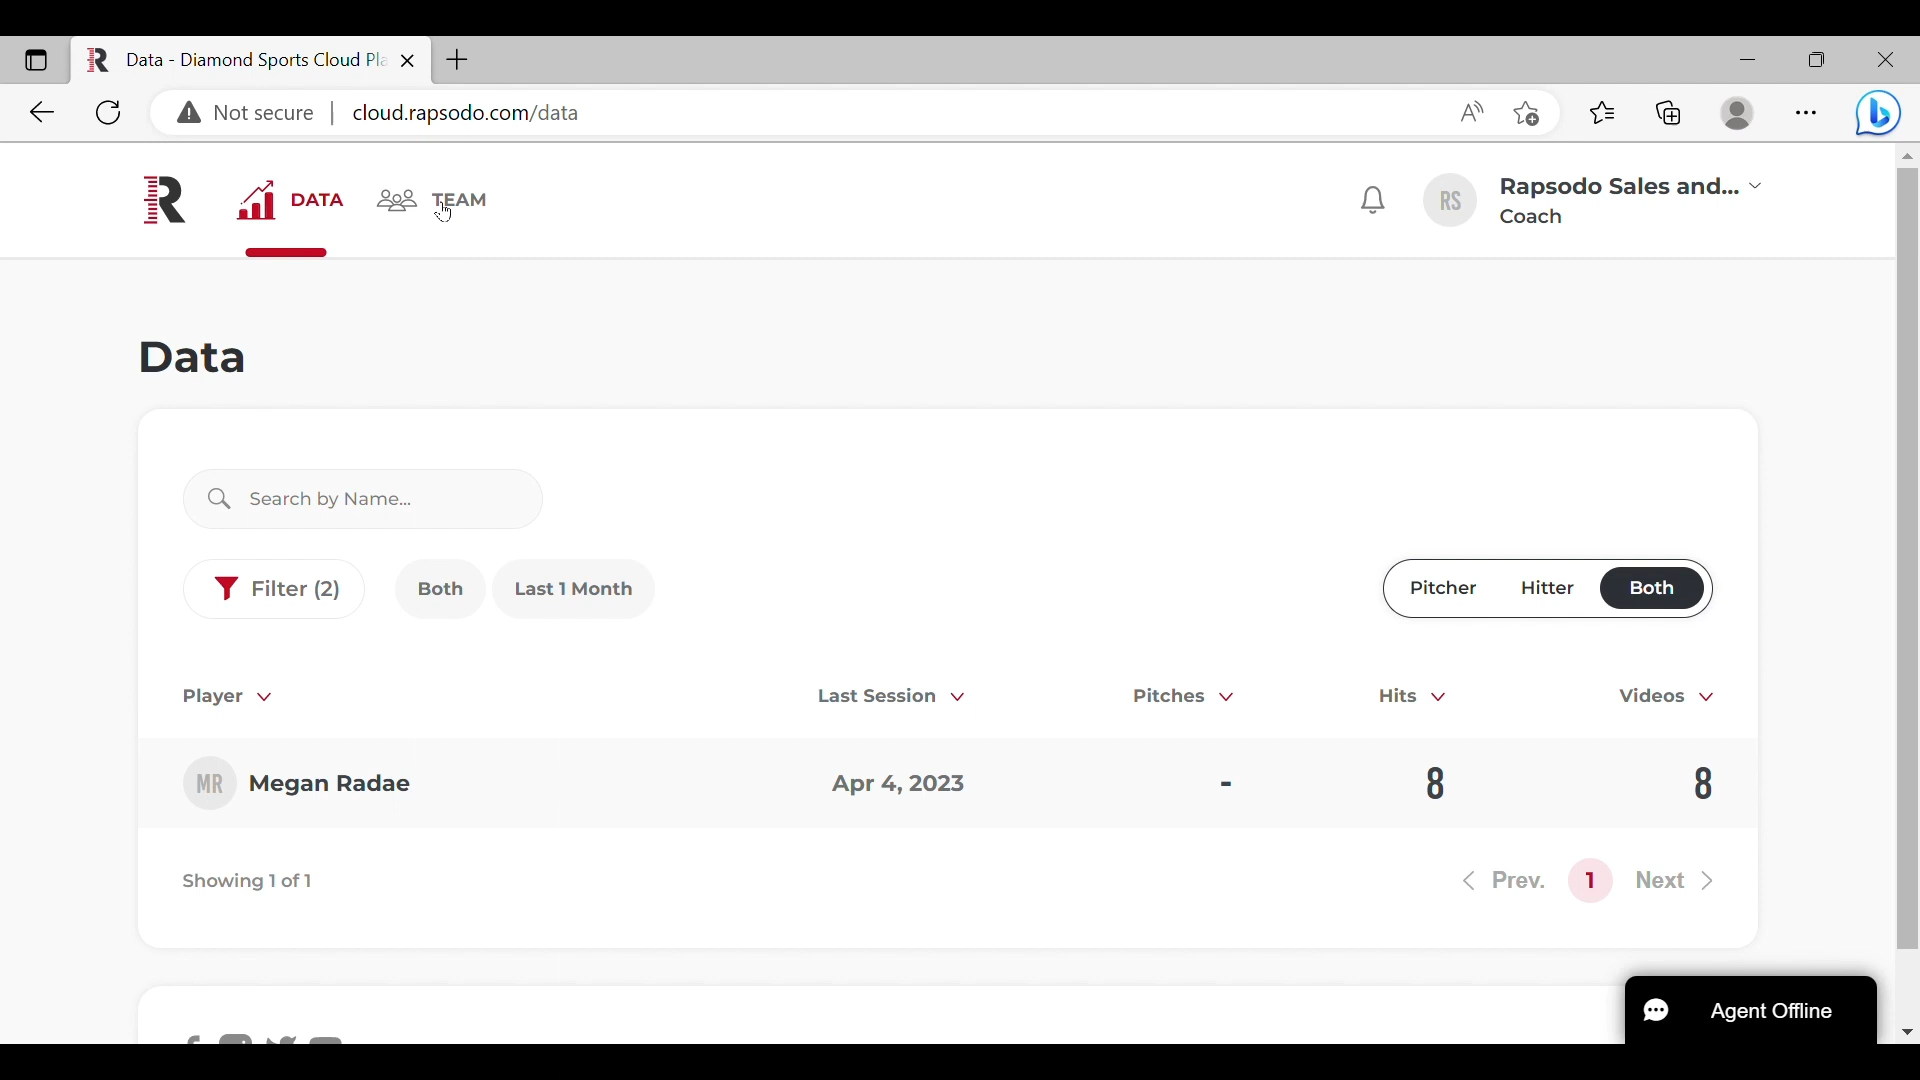 Data - Diamond Sports Cloud Pla
Not secure | cloud.rapsodo.com/data
R DATA TEAM
RS Rapsodo Sales and...
Coach
Data
Search by Name...
Filter (2) Both Last 1 Month Pitcher Hitter Both
Player Last Session Pitches Hits Videos
MR Megan Radae Apr 4, 2023 - 8 8
Showing 1 of 1 Prev. 1 Next
Agent Offline